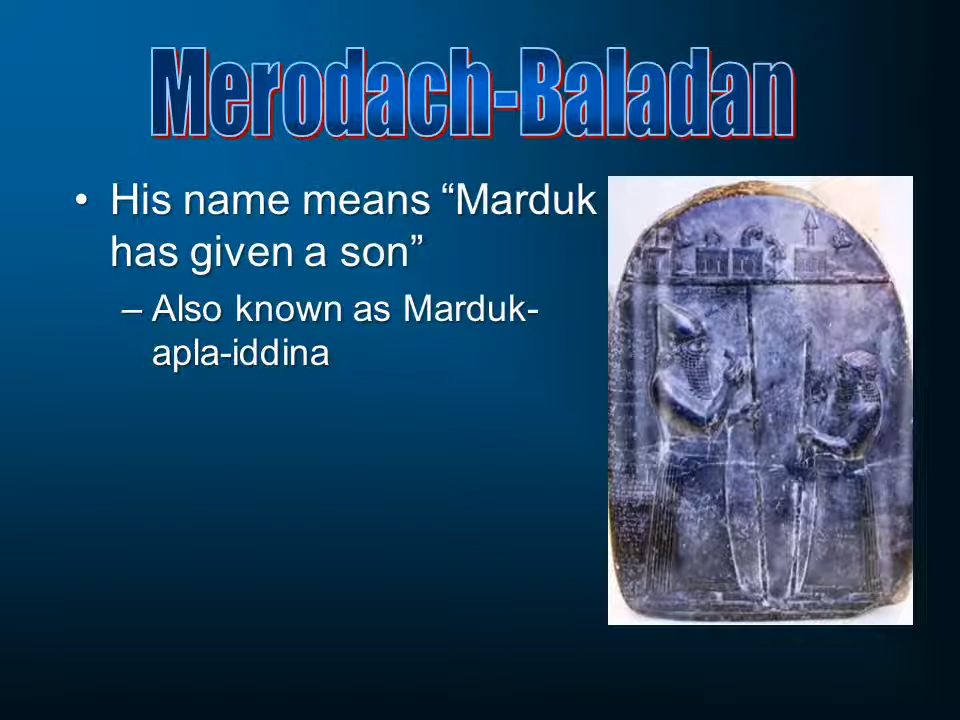 Merodach-Baladan
• His name means “Marduk
has given a son”
– Also known as Marduk-
apla-iddina